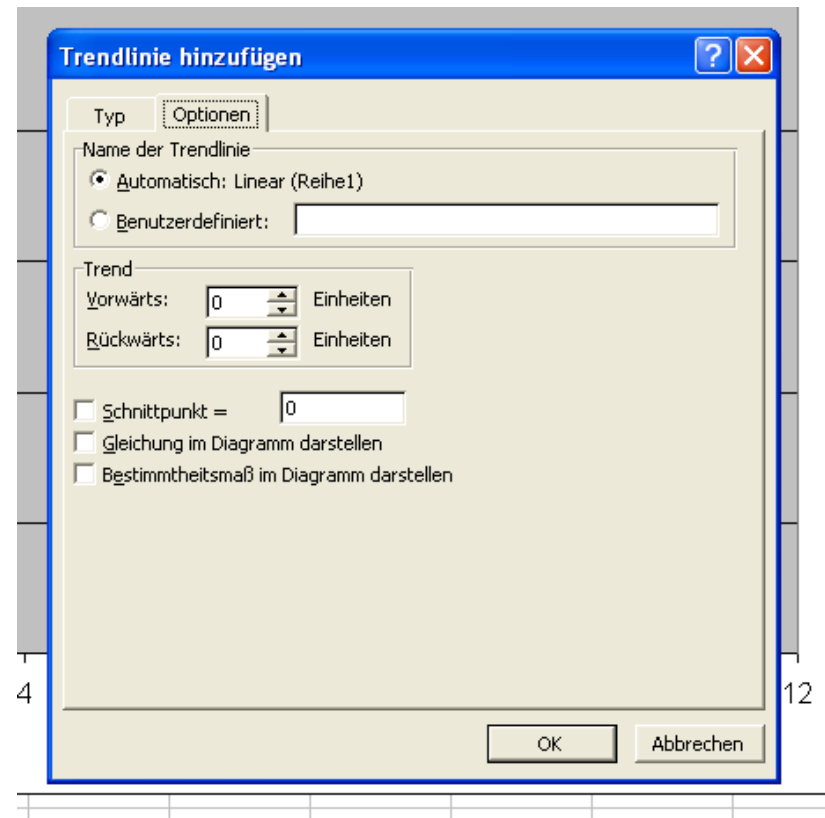 Trendlinie hinzufügen
Typ Optionen
Name der Trendlinie
Automatisch: Linear (Reihe1)
Benutzerdefiniert:
Trend
Vorwärts: 0 Einheiten
Rückwärts: 0 Einheiten
Schnittpunkt = 0
Gleichung im Diagramm darstellen
Bestimmtheitsmaß im Diagramm darstellen
4 12
OK Abbrechen